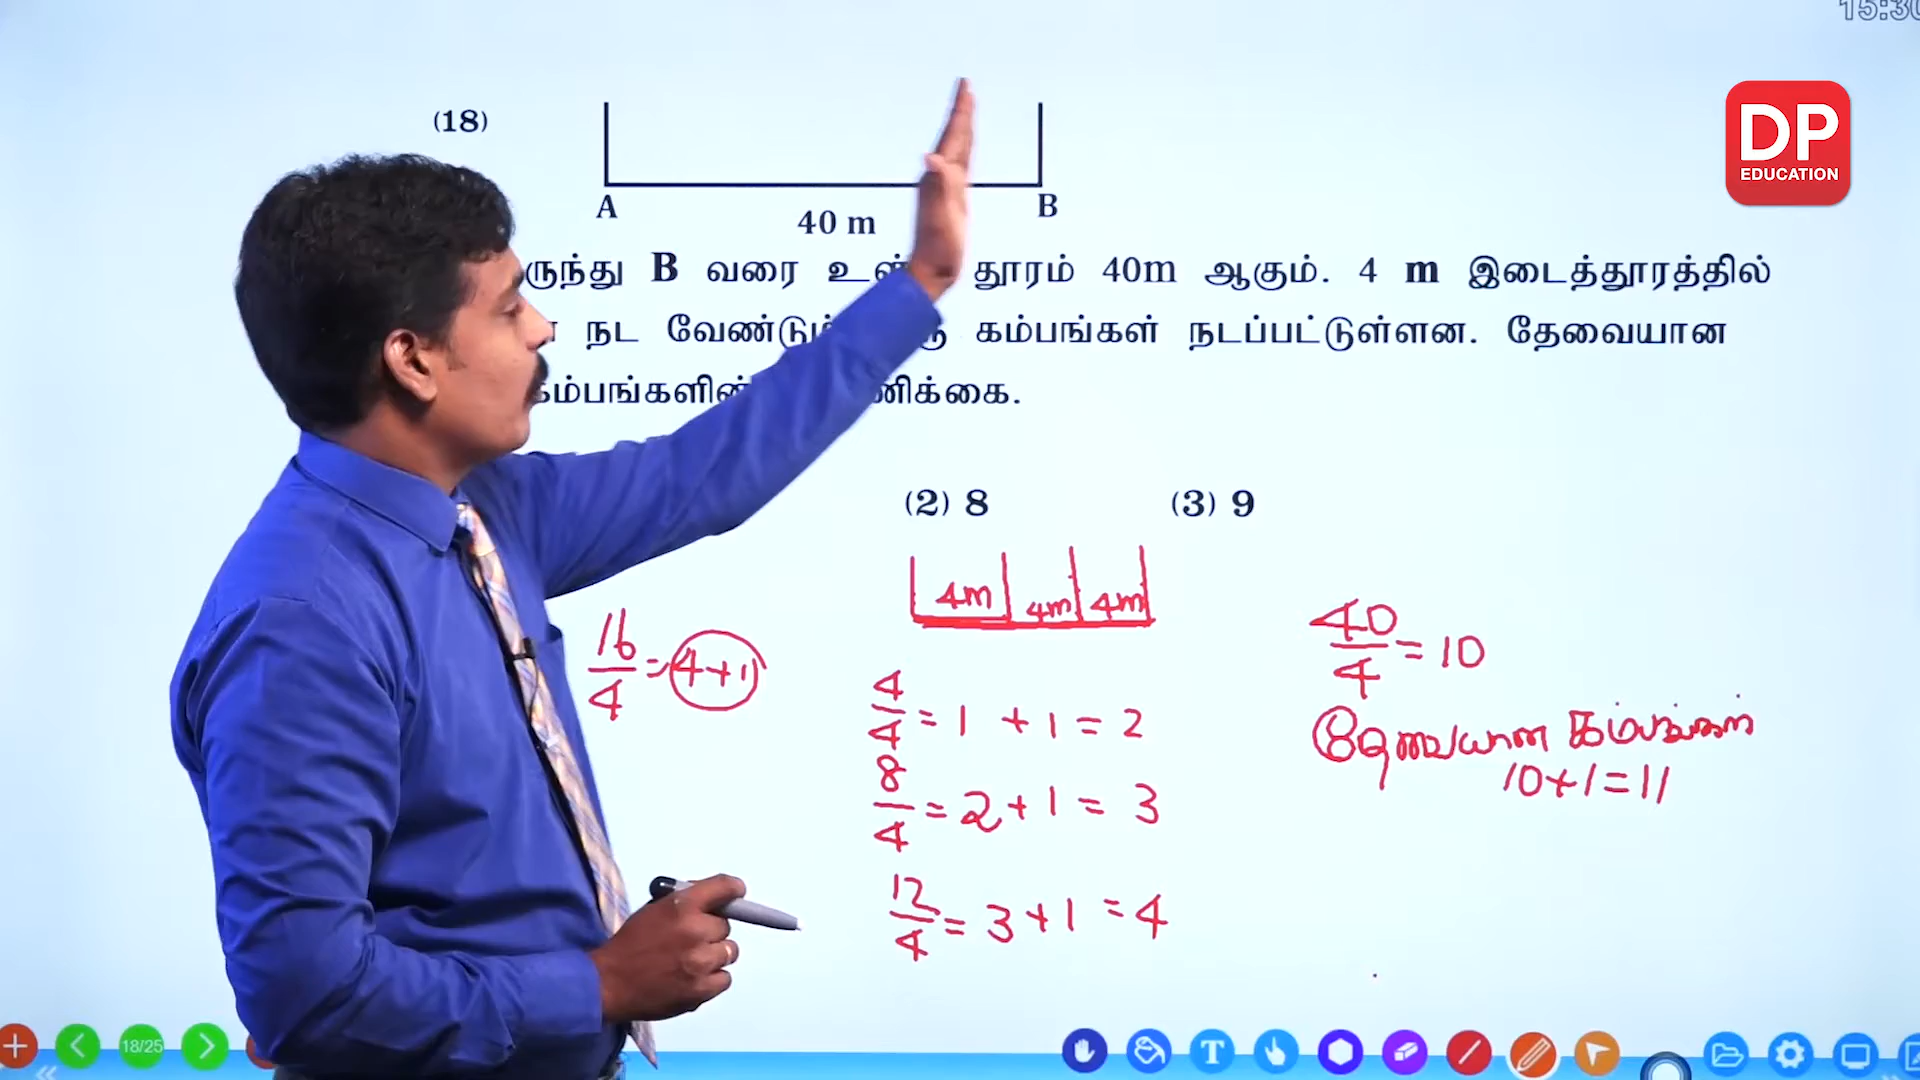 15:30
DP
EDUCATION
(18)
A
B
40 m
ருந்து B வரை தூரம் 40m ஆகும். 4 m இடைத்தூரத்தில்
நட கம்பங்கள் நடப்பட்டுள்ளன. தேவையான
(2) 8 (3) 9
4m 4m 4m
16/4 = 4+1
4/4 = 1 + 1 = 2
8/4 = 2 + 1 = 3
12/4 = 3 + 1 = 4
40/4 = 10
தேவையான கம்பங்கள்
10+1=11
18/25
T